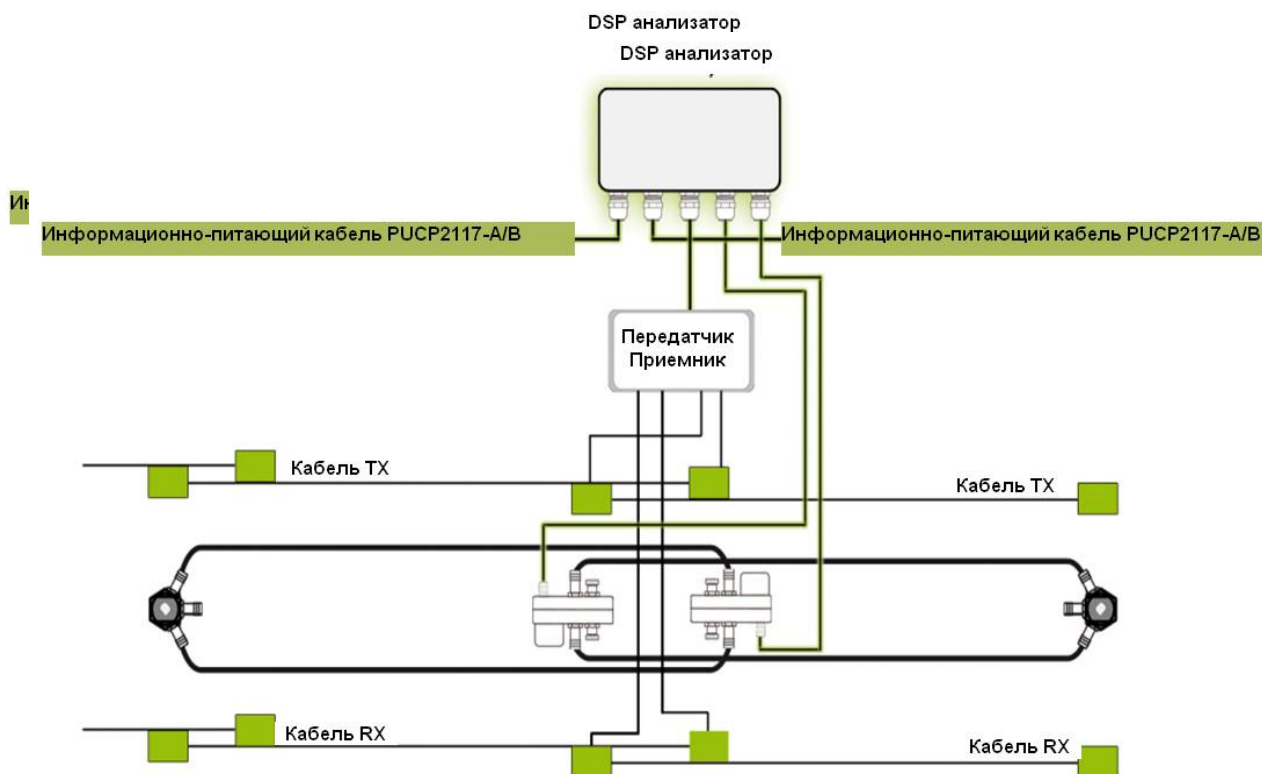 DSP анализатор
DSP анализатор
Информационно-питающий кабель PUCP2117-A/B
Информационно-питающий кабель PUCP2117-A/B
Передатчик
Приемник
Кабель TX
Кабель TX
Кабель RX
Кабель RX